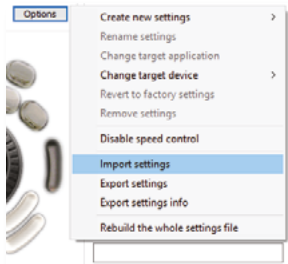 Options
Create new settings
Rename settings
Change target application
Change target device
Revert to factory settings
Remove settings
Disable speed control
Import settings
Export settings
Export settings info
Rebuild the whole settings file